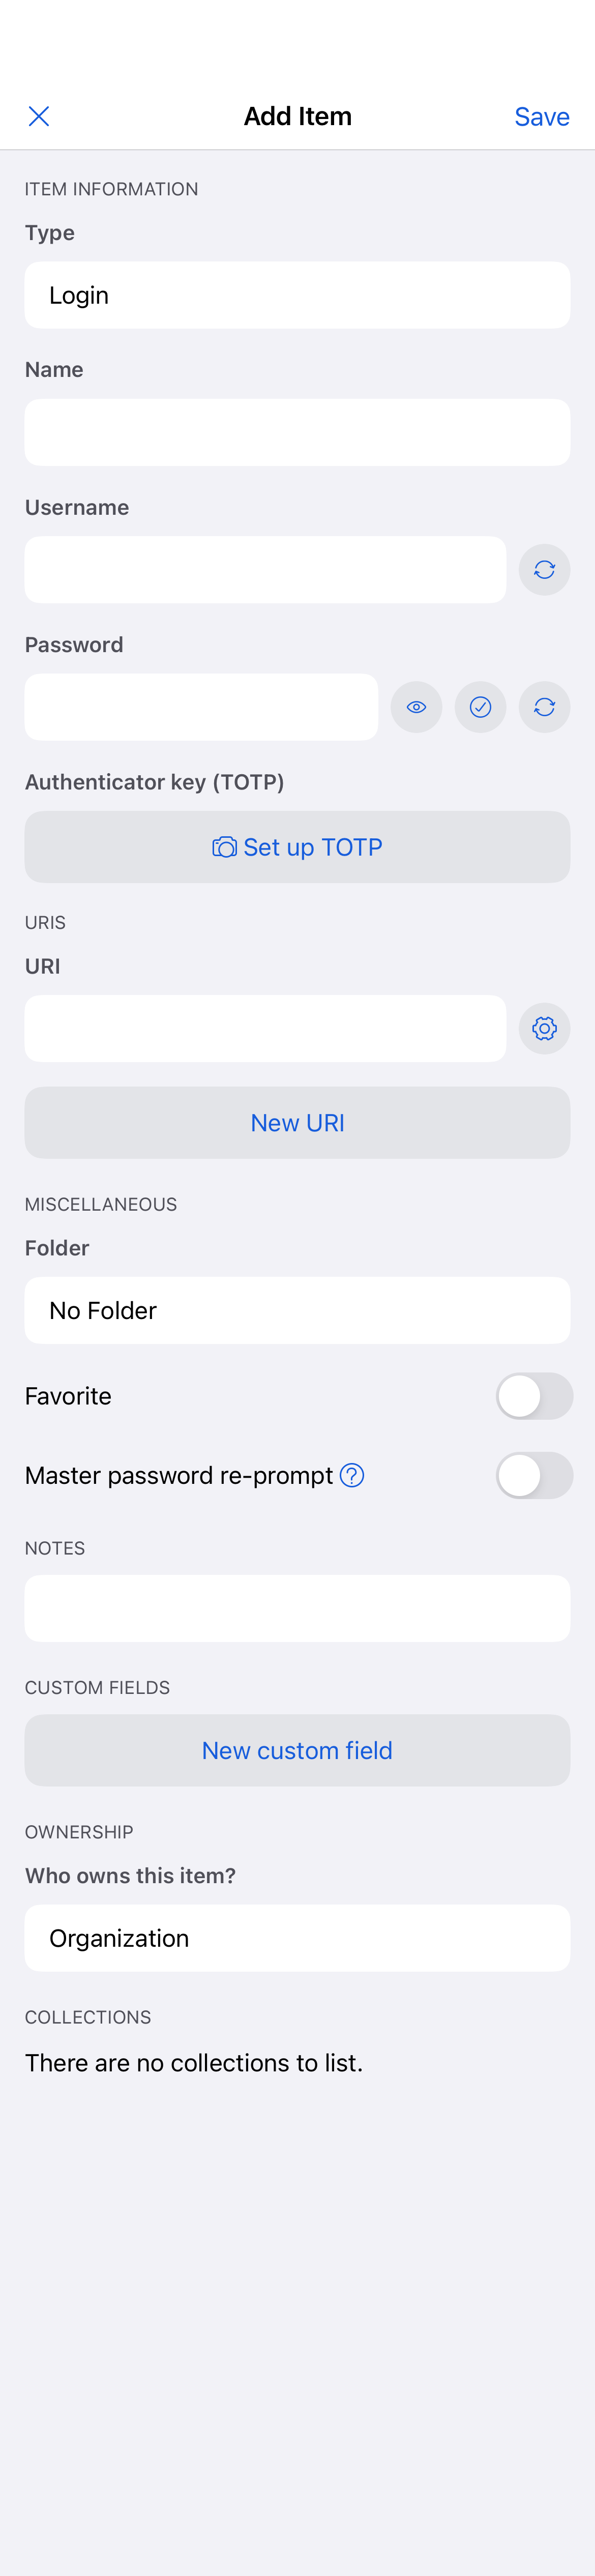 Add Item
Save
ITEM INFORMATION
Type
Login
Name
Username
Password
Authenticator key (TOTP)
Set up TOTP
URIS
URI
New URI
MISCELLANEOUS
Folder
No Folder
Favorite
Master password re-prompt
NOTES
CUSTOM FIELDS
New custom field
OWNERSHIP
Who owns this item?
Organization
COLLECTIONS
There are no collections to list.